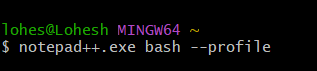 lohes@Lohesh MINGW64 ~
$ notepad++.exe bash --profile